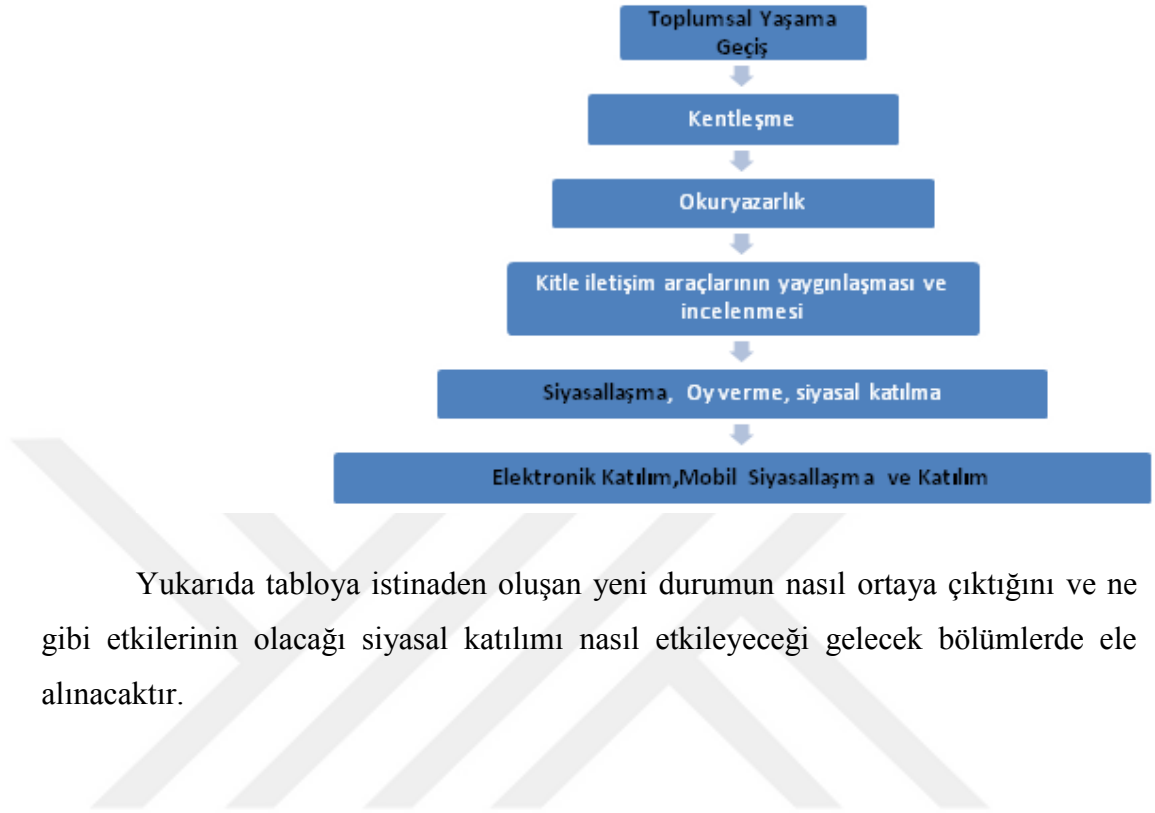 Toplumsal Yaşama
Geçiş
Kentleşme
Okuryazarlık
Kitle iletişim araçlarının yaygınlaşması ve
incelenmesi
Siyasallaşma, Oy verme, siyasal katılma
Elektronik Katılım,Mobil Siyasallaşma ve Katılım
Yukarıda tabloya istinaden oluşan yeni durumun nasıl ortaya çıktığını ve ne
gibi etkilerinin olacağı siyasal katılımı nasıl etkileyeceği gelecek bölümlerde ele
alınacaktır.